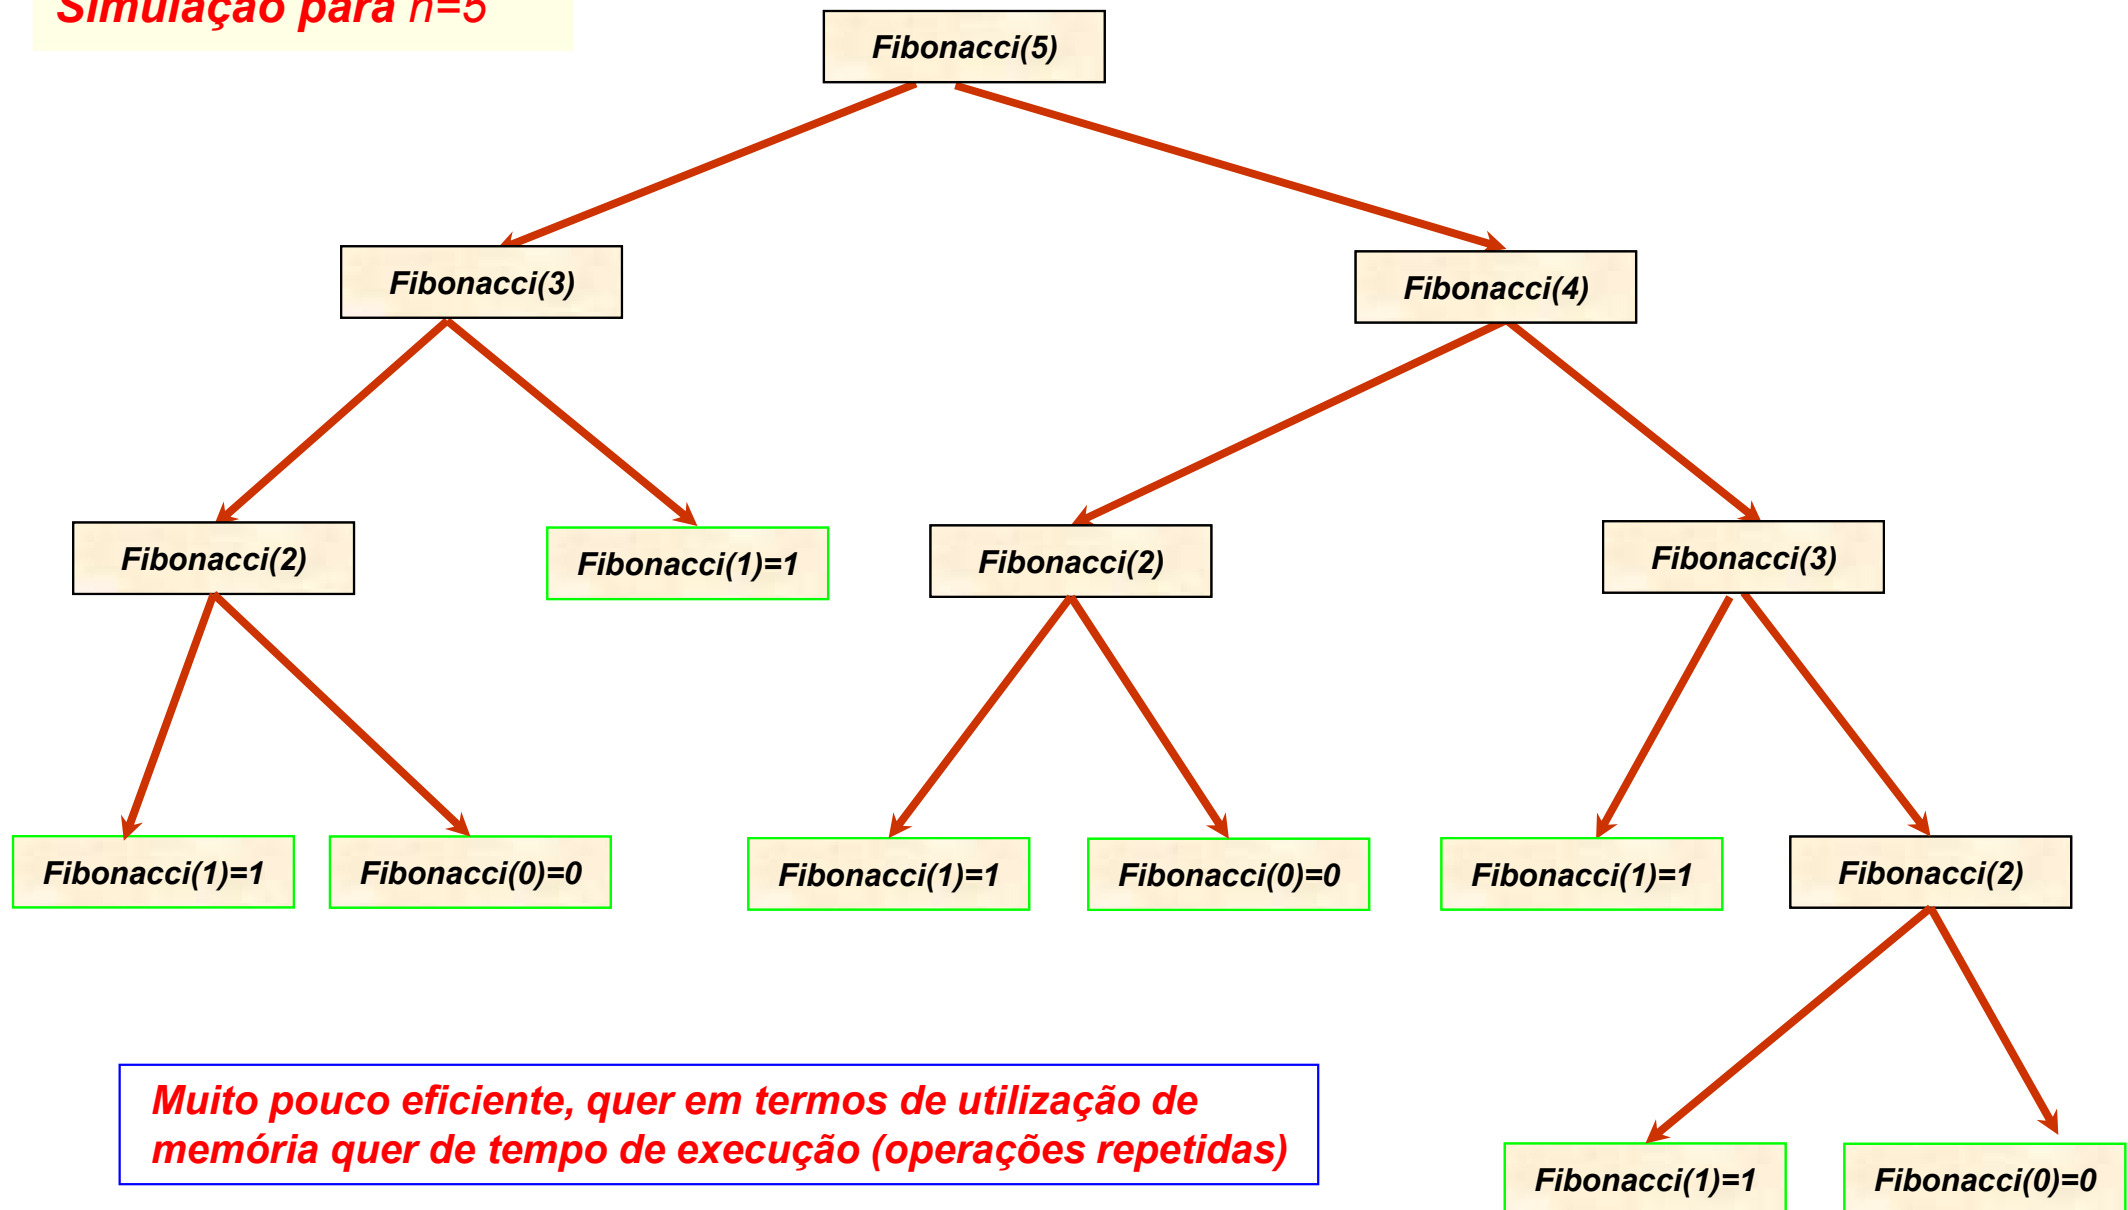 Simulação para n=5
Fibonacci(5)
Fibonacci(3)
Fibonacci(4)
Fibonacci(2)
Fibonacci(1)=1
Fibonacci(2)
Fibonacci(3)
Fibonacci(1)=1
Fibonacci(0)=0
Fibonacci(1)=1
Fibonacci(0)=0
Fibonacci(1)=1
Fibonacci(2)
Muito pouco eficiente, quer em termos de utilização de
memória quer de tempo de execução (operações repetidas)
Fibonacci(1)=1
Fibonacci(0)=0